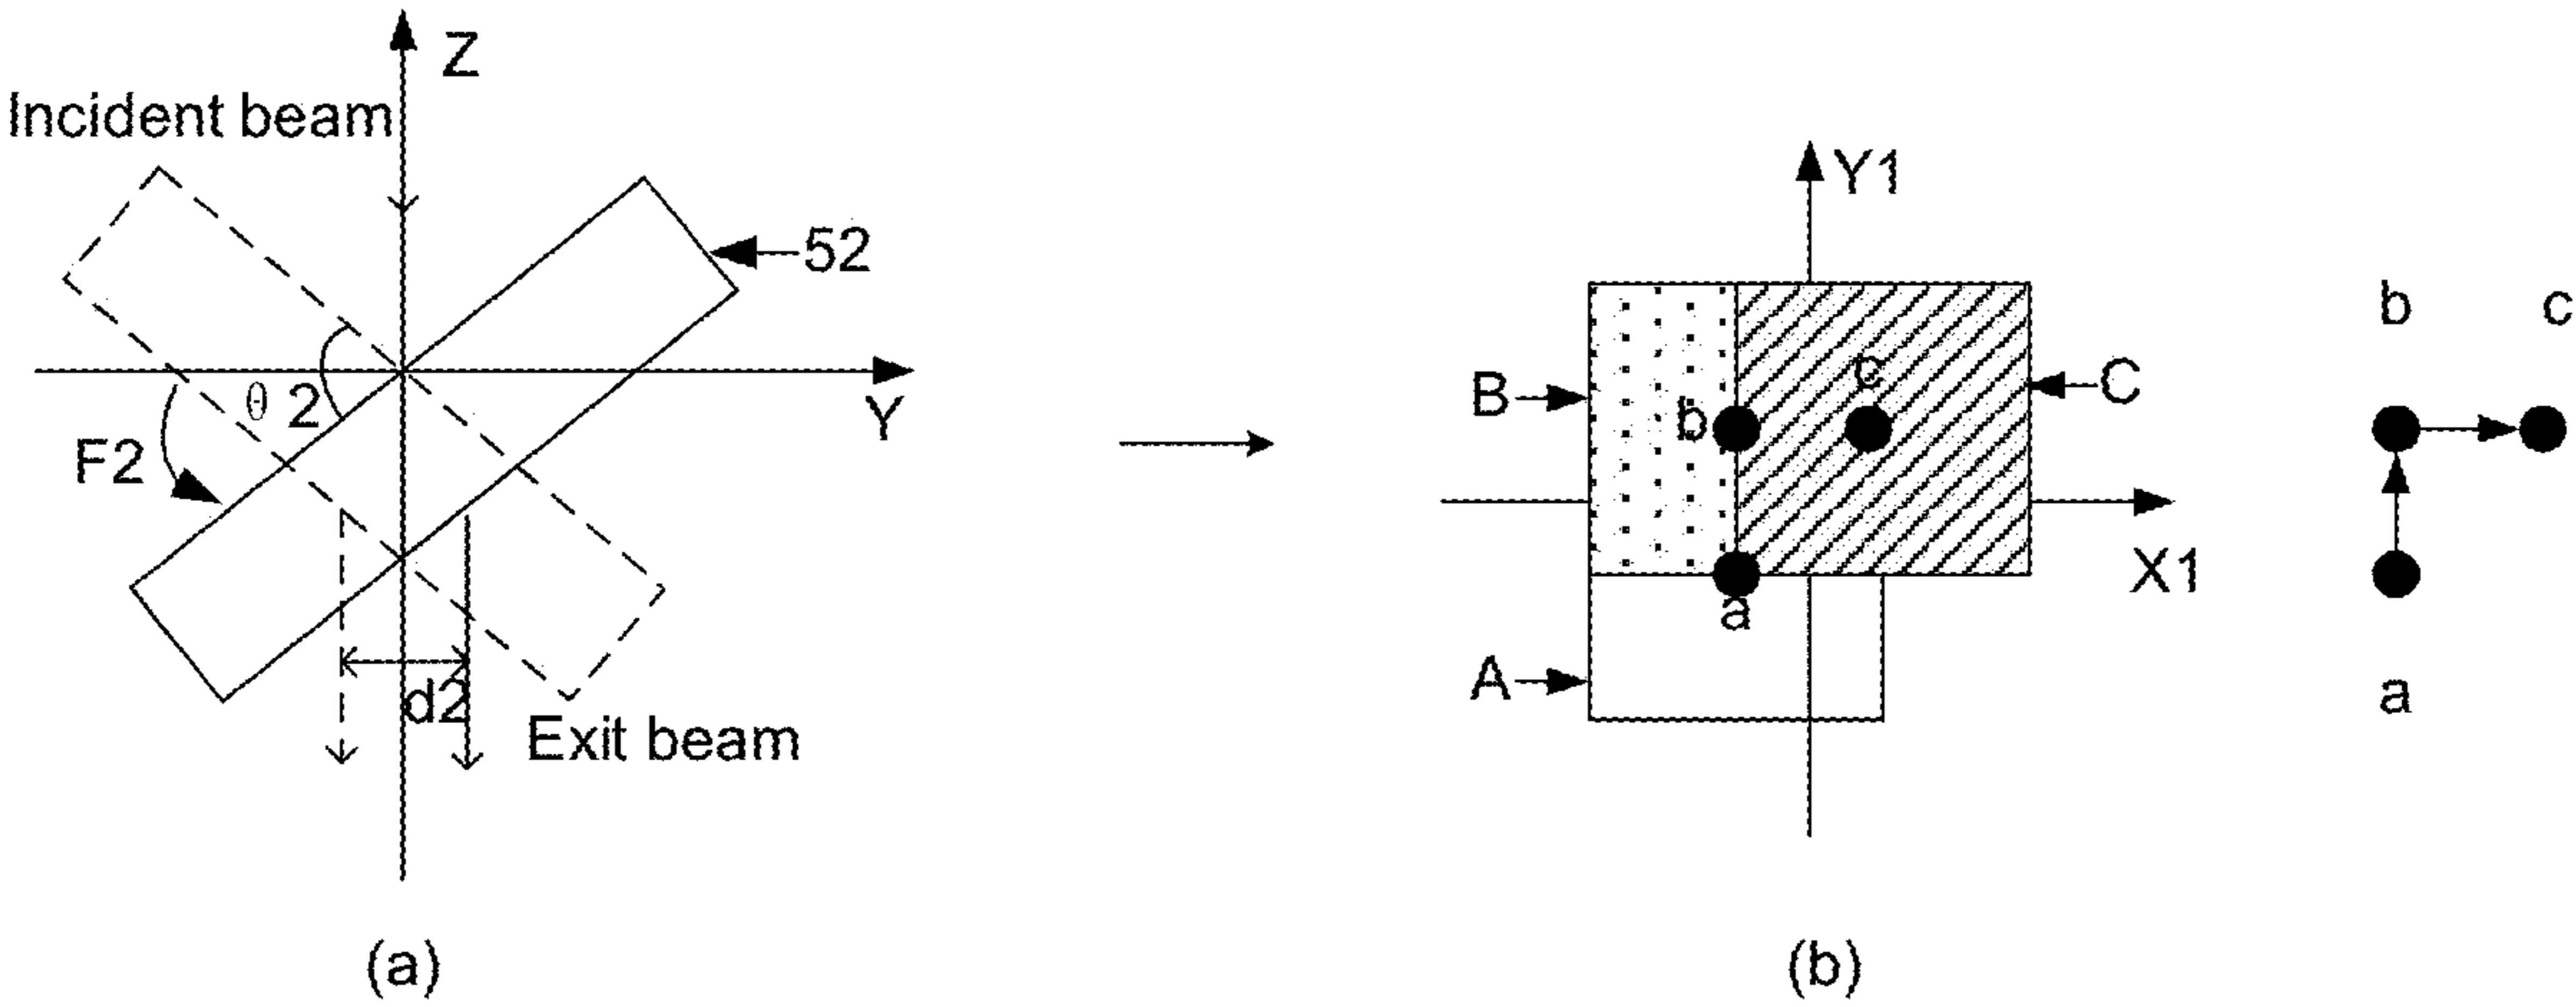 Z
Incident beam
52
Y
θ 2
F2
d2
Exit beam
(a)
Y1
B
b
c
C
a
A
X1
b c
a
(b)